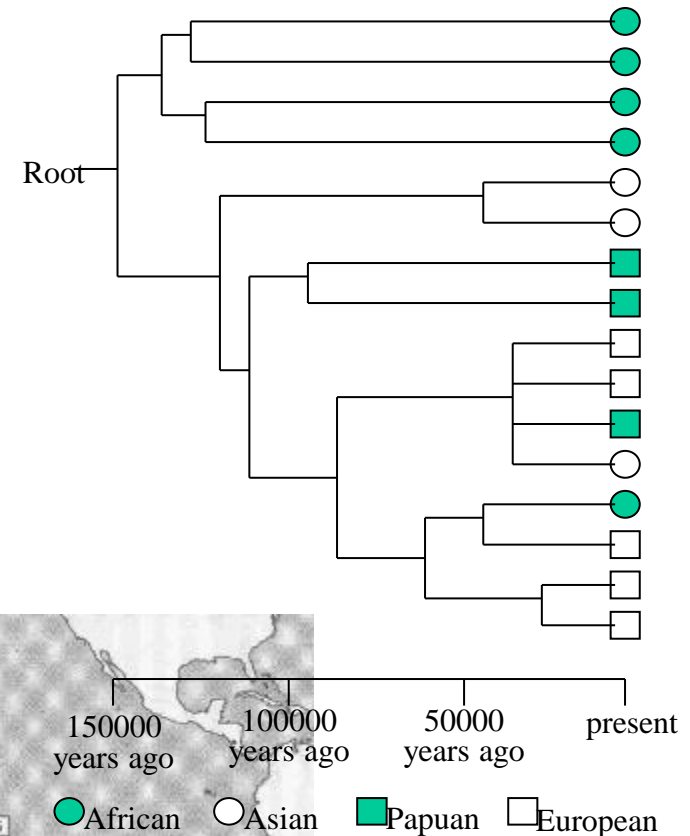 Root
150000
years ago
100000
years ago
50000
years ago
present
African
Asian
Papuan
European